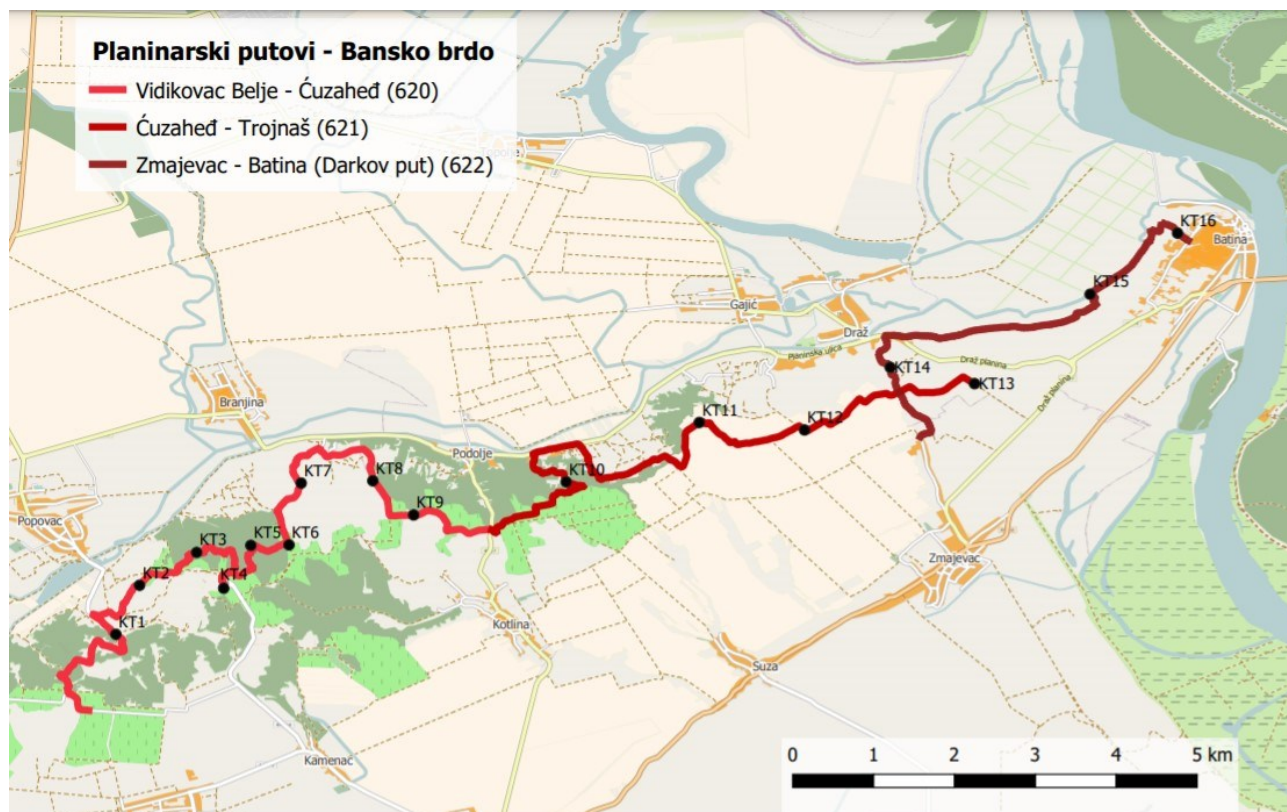 Planinarski putovi - Bansko brdo
Vidikovac Belje - Ćuzaheđ (620)
Ćuzaheđ - Trojnaš (621)
Zmajevac - Batina (Darkov put) (622)
KT16
Batina
KT15
Gajić
Draž
Planinska ulica
Draž planina
KT14
KT13
Draž planina
Branjina
KT11
KT12
Podolje
KT7
KT8
KT10
Popovac
KT9
KT3
KT5
KT6
Zmajevac
KT2
KT4
KT1
Kotlina
Suza
Kamenac
0 1 2 3 4 5 km